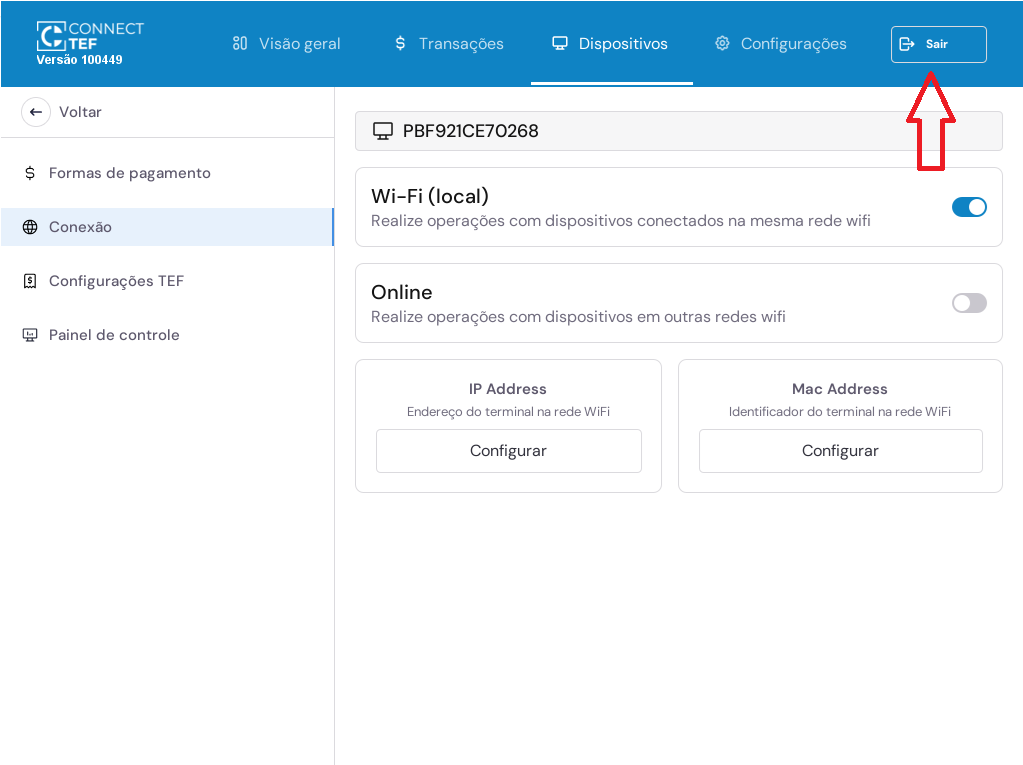 CONNECT
TEF
Versão 100449
Visão geral
Transações
Dispositivos
Configurações
Sair
Voltar
Formas de pagamento
Conexão
Configurações TEF
Painel de controle
PBF921CE70268
Wi-Fi (local)
Realize operações com dispositivos conectados na mesma rede wifi
Online
Realize operações com dispositivos em outras redes wifi
IP Address
Endereço do terminal na rede WiFi
Configurar
Mac Address
Identificador do terminal na rede WiFi
Configurar